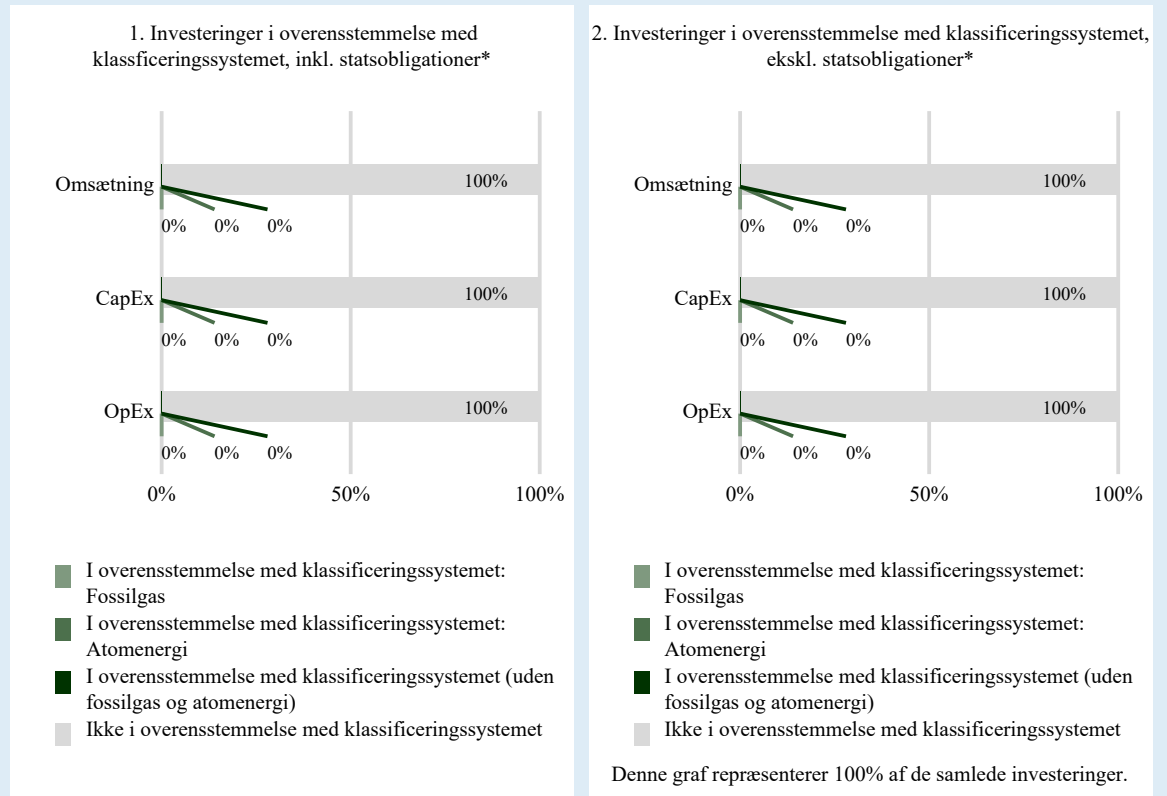 1. Investeringer i overensstemmelse med
klassficeringssystemet, inkl. statsobligationer*
Omsætning
100%
0% 0% 0%
CapEx
100%
0% 0% 0%
OpEx
100%
0% 0% 0%
0% 50% 100%
I overensstemmelse med klassificeringssystemet:
Fossilgas
I overensstemmelse med klassificeringssystemet:
Atomenergi
I overensstemmelse med klassificeringssystemet (uden
fossilgas og atomenergi)
Ikke i overensstemmelse med klassificeringssystemet
2. Investeringer i overensstemmelse med klassificeringssystemet,
ekskl. statsobligationer*
Omsætning
100%
0% 0% 0%
CapEx
100%
0% 0% 0%
OpEx
100%
0% 0% 0%
0% 50% 100%
I overensstemmelse med klassificeringssystemet:
Fossilgas
I overensstemmelse med klassificeringssystemet:
Atomenergi
I overensstemmelse med klassificeringssystemet (uden
fossilgas og atomenergi)
Ikke i overensstemmelse med klassificeringssystemet
Denne graf repræsenterer 100% af de samlede investeringer.